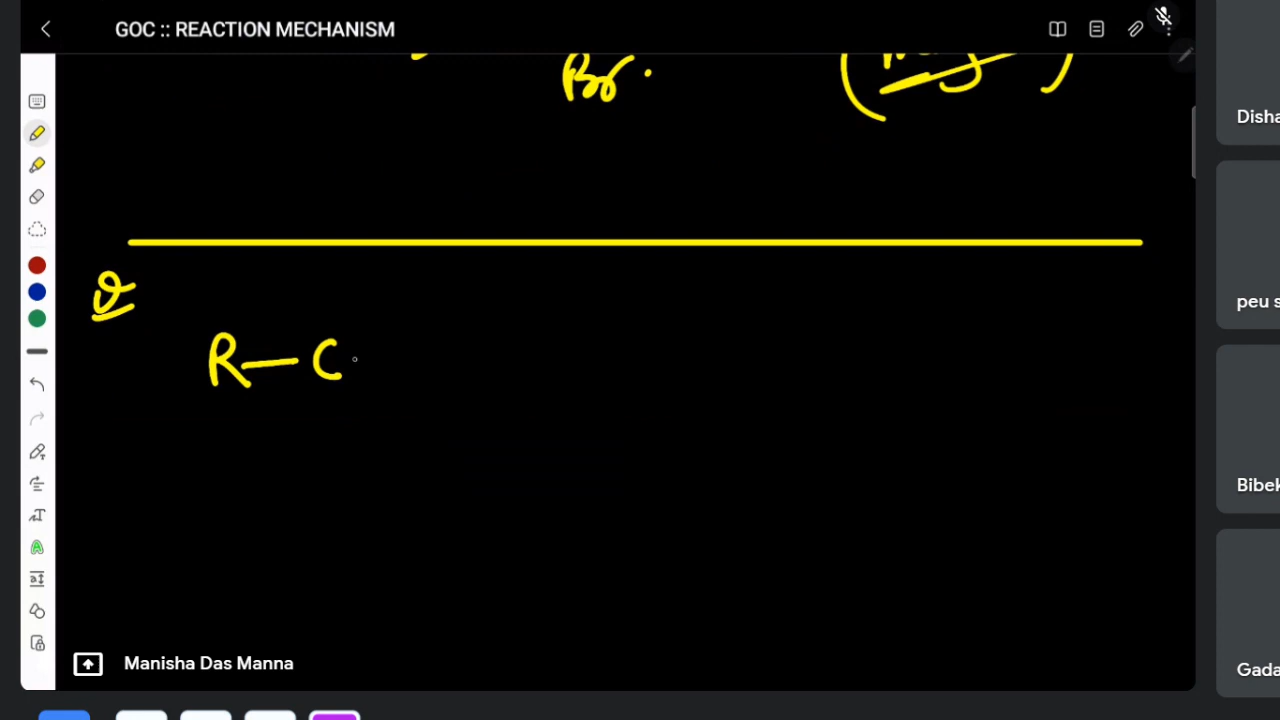 GOC :: REACTION MECHANISM
Br.
Q
R—C
Manisha Das Manna
Disha
peu s
Bibek
Gada